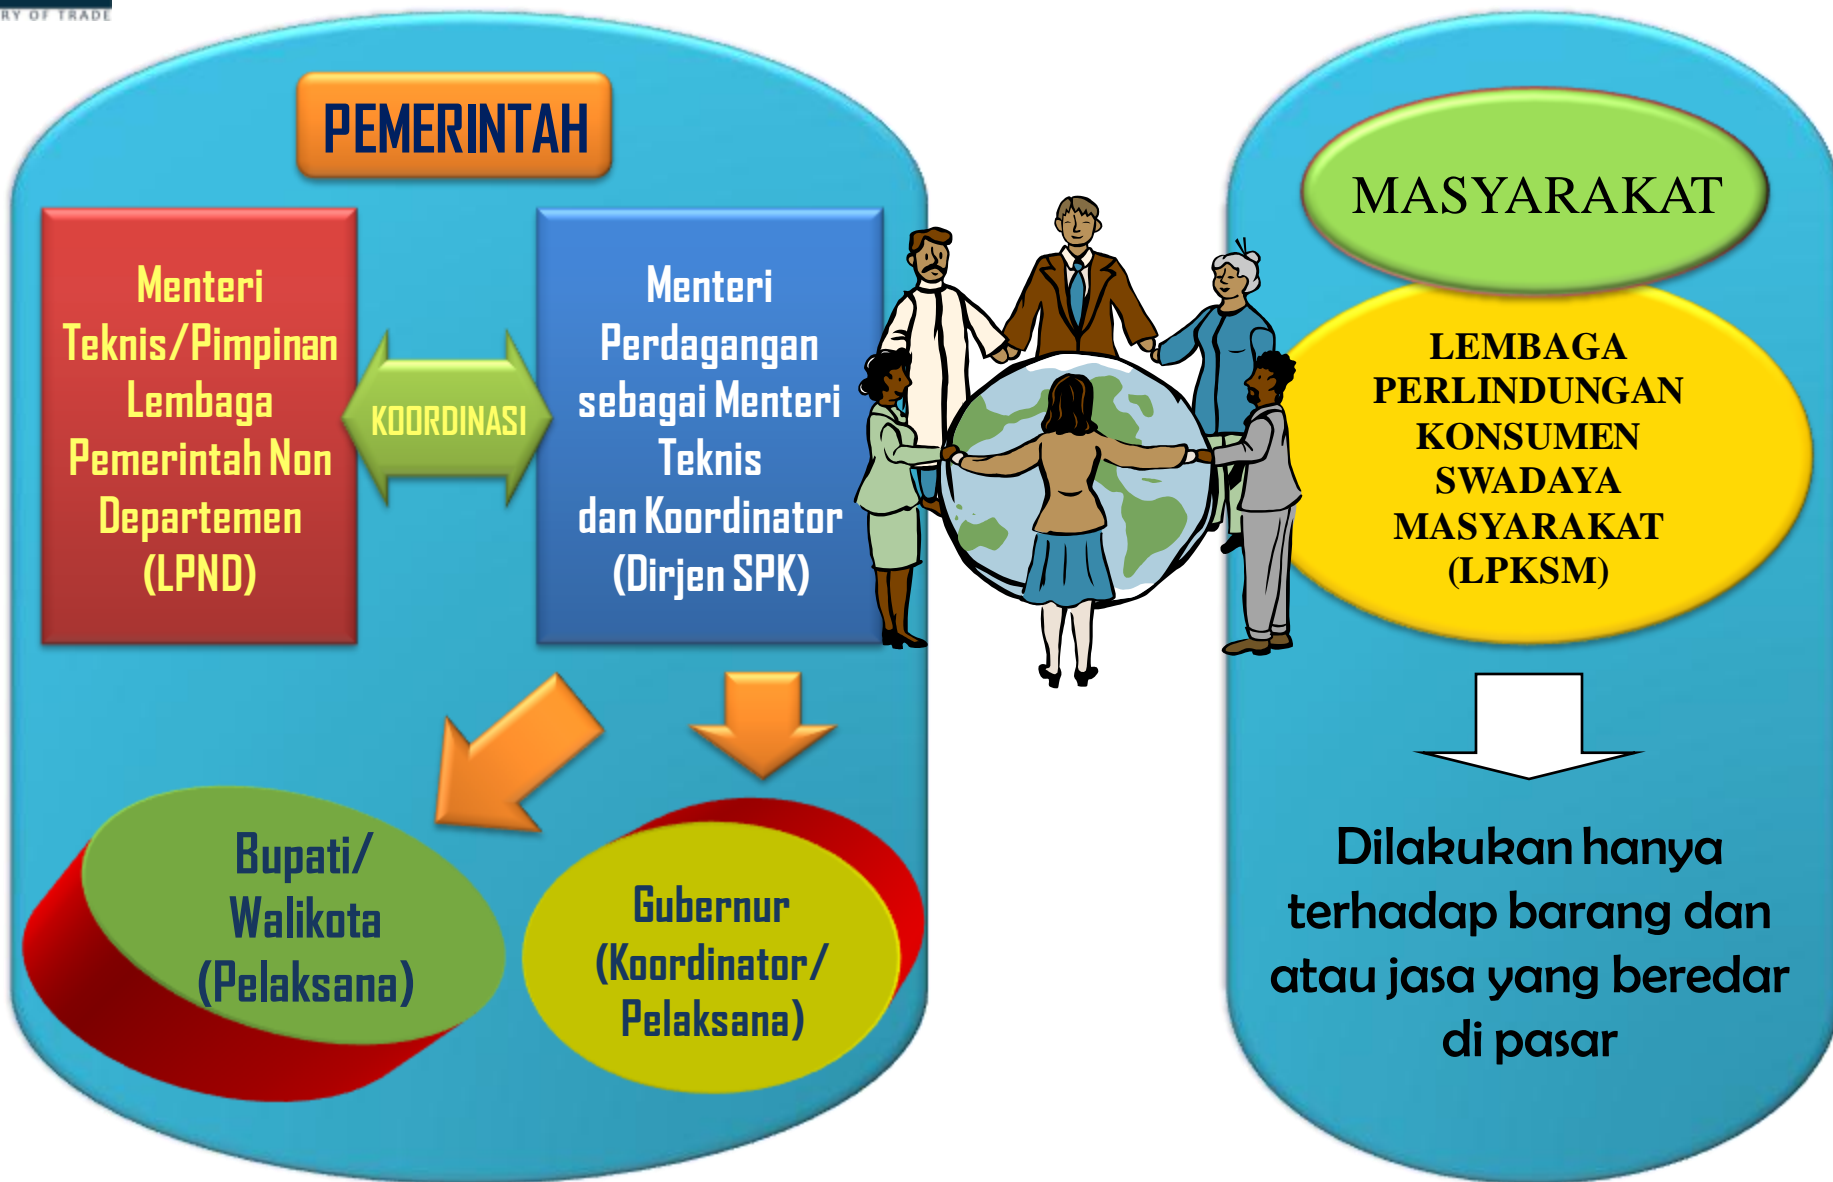 OF TRADE
PEMERINTAH
Menteri
Teknis/Pimpinan
Lembaga
Pemerintah Non
Departemen
(LPND)
KOORDINASI
Menteri
Perdagangan
sebagai Menteri
Teknis
dan Koordinator
(Dirjen SPK)
Bupati/
Walikota
(Pelaksana)
Gubernur
(Koordinator/
Pelaksana)
MASYARAKAT
LEMBAGA
PERLINDUNGAN
KONSUMEN
SWADAYA
MASYARAKAT
(LPKSM)
Dilakukan hanya
terhadap barang dan
atau jasa yang beredar
di pasar